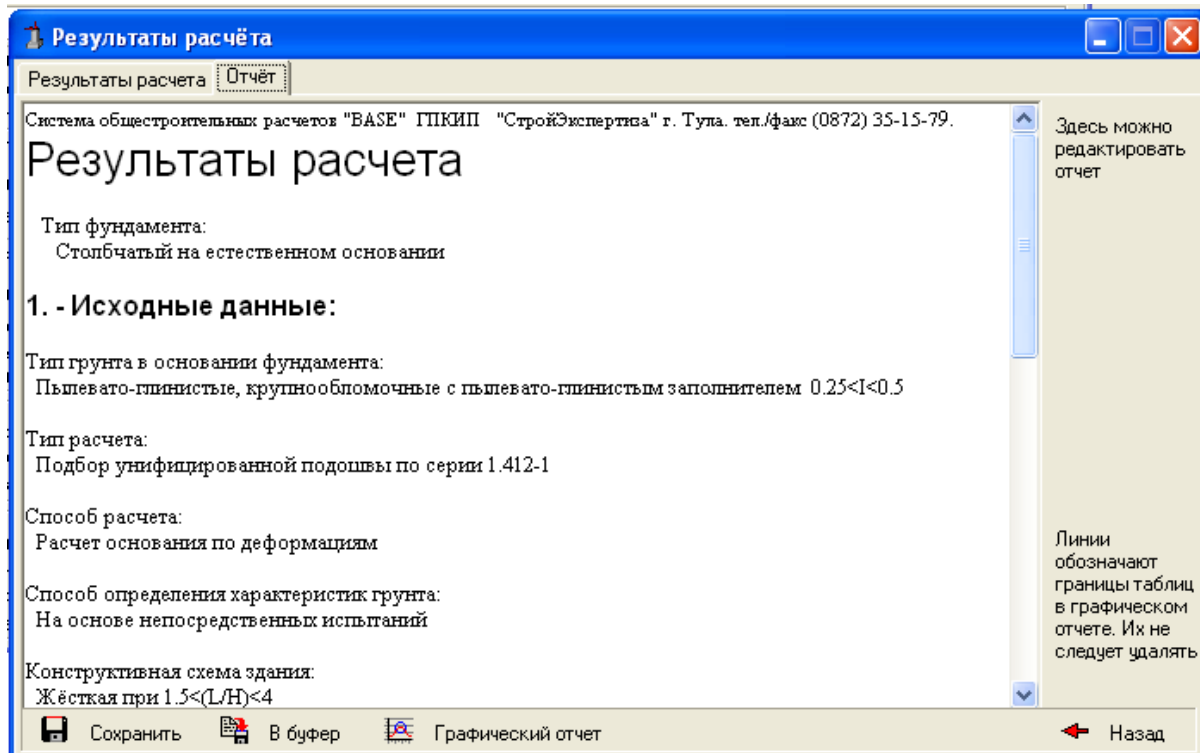 Результаты расчёта
Результаты расчета
Отчёт
Система общестроительных расчетов "BASE" ГПКИП "СтройЭкспертиза" г. Тула. тел./факс (0872) 35-15-79.
Результаты расчета
Тип фундамента:
Столбчатый на естественном основании
1. - Исходные данные:
Тип грунта в основании фундамента:
Пылевато-глинистые, крупнообломочные с пылевато-глинистым заполнителем 0.25<I<0.5
Тип расчета:
Подбор унифицированной подошвы по серии 1.412-1
Способ расчета:
Расчет основания по деформациям
Способ определения характеристик грунта:
На основе непосредственных испытаний
Конструктивная схема здания:
Жёсткая при 1.5<(L/H)<4
Здесь можно
редактировать
отчет
Линии
обозначают
границы таблиц
в графическом
отчете. Их не
следует удалять
Сохранить
В буфер
Графический отчет
Назад